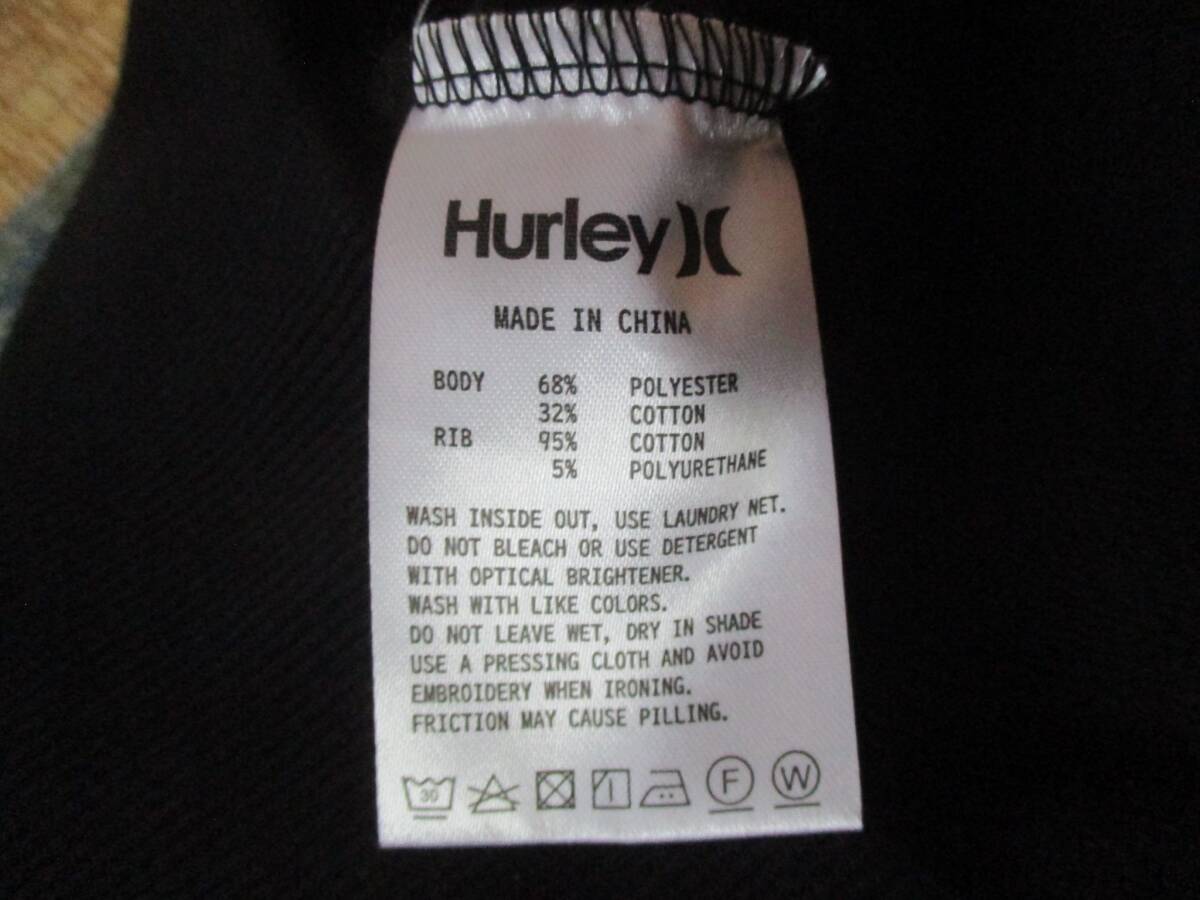 Hurley
MADE IN CHINA
BODY 68% POLYESTER
32% COTTON
RIB 95% COTTON
5% POLYURETHANE
WASH INSIDE OUT, USE LAUNDRY NET.
DO NOT BLEACH OR USE DETERGENT
WITH OPTICAL BRIGHTENER.
WASH WITH LIKE COLORS.
DO NOT LEAVE WET, DRY IN SHADE
USE A PRESSING CLOTH AND AVOID
EMBROIDERY WHEN IRONING.
FRICTION MAY CAUSE PILLING.
30 F W